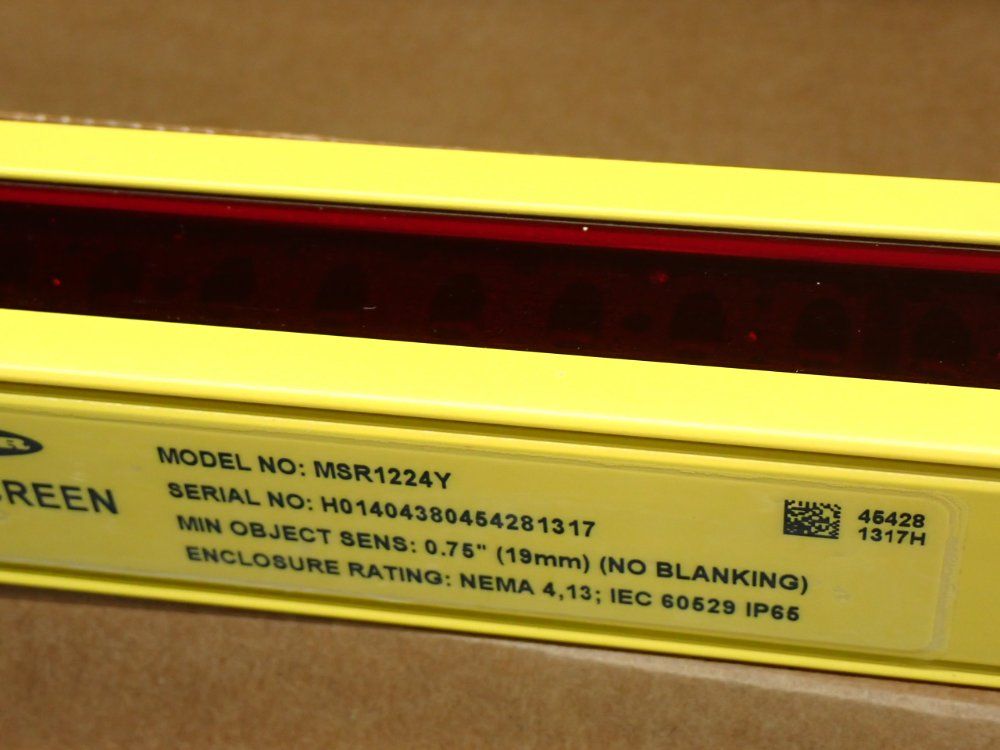 REEN
MODEL NO: MSR1224Y
SERIAL NO: H01404380454281317
MIN OBJECT SENS: 0.75" (19mm) (NO BLANKING)
ENCLOSURE RATING: NEMA 4,13; IEC 60529 IP65
45428
1317H